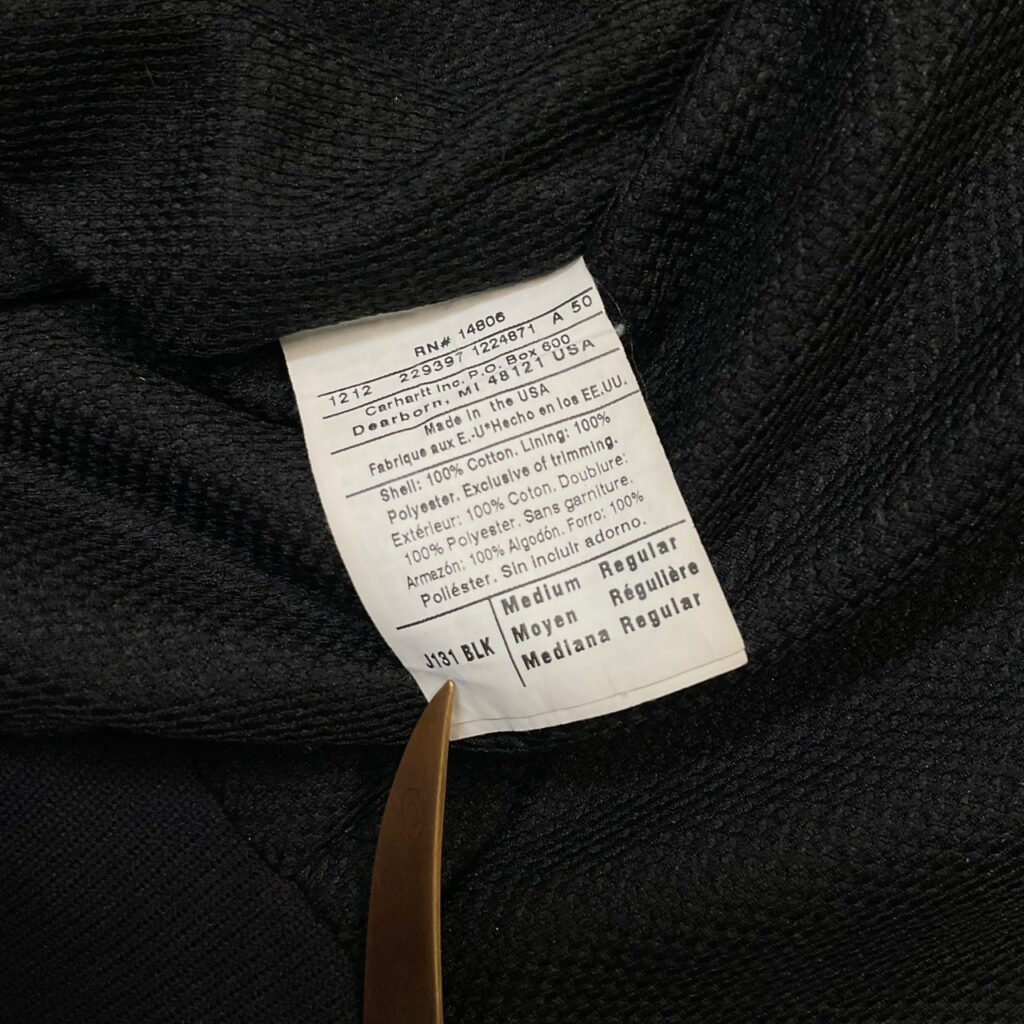 RN# 14806
1212 229397 1224871 A 50
Carhartt Inc. P.O. Box 600
Dearborn, MI 48121 USA
Made in the USA
Fabrique aux E.-U*Hecho en los EE.UU.
Shell: 100% Cotton. Lining: 100%
Polyester. Exclusive of trimming.
Extérieur: 100% Coton. Doublure:
100% Polyester. Sans garniture.
Armazón: 100% Algodón. Forro: 100%
Poliéster. Sin incluir adorno.
J131 BLK
Medium Regular
Moyen Régulière
Mediana Regular